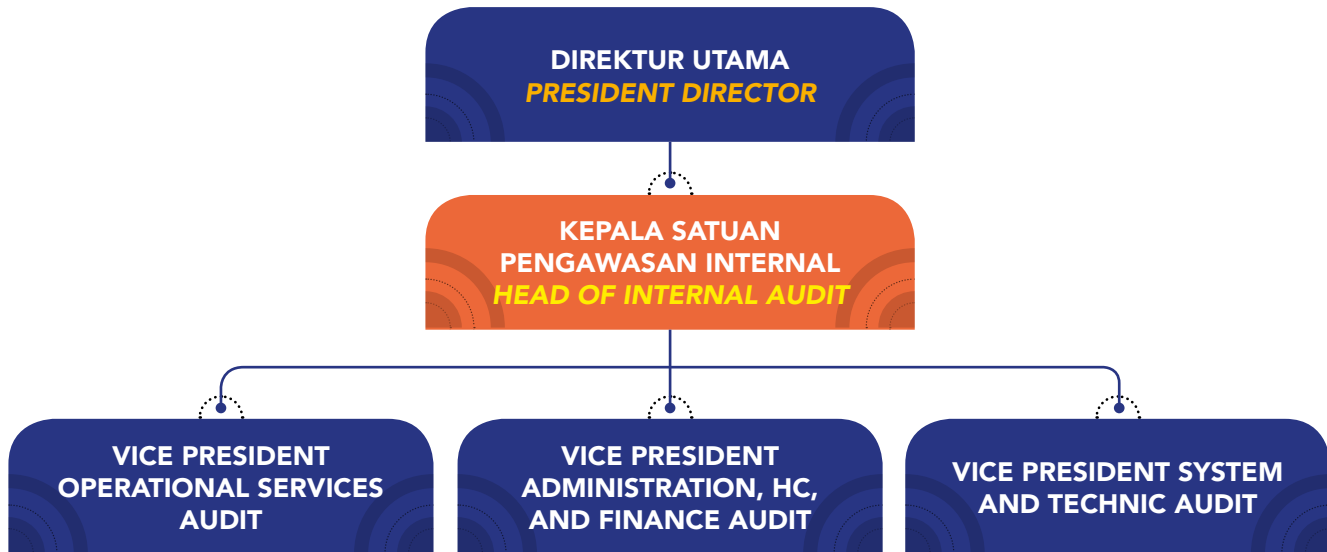 DIREKTUR UTAMA
PRESIDENT DIRECTOR
KEPALA SATUAN
PENGAWASAN INTERNAL
HEAD OF INTERNAL AUDIT
VICE PRESIDENT
OPERATIONAL SERVICES
AUDIT
VICE PRESIDENT
ADMINISTRATION, HC,
AND FINANCE AUDIT
VICE PRESIDENT SYSTEM
AND TECHNIC AUDIT